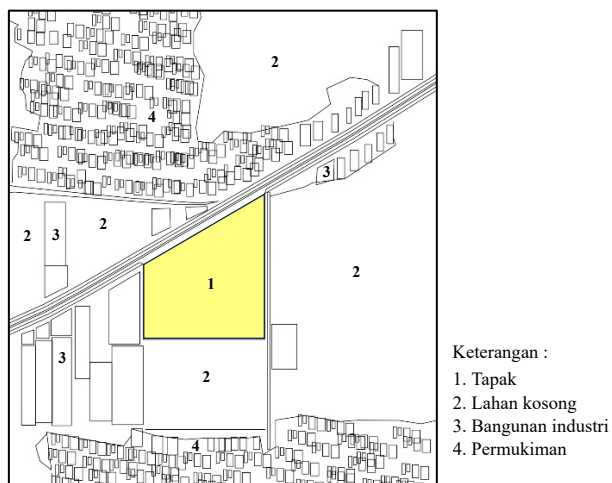 2
4
3
2
3
2
1
2
3
2
4
Keterangan :
1. Tapak
2. Lahan kosong
3. Bangunan industri
4. Permukiman